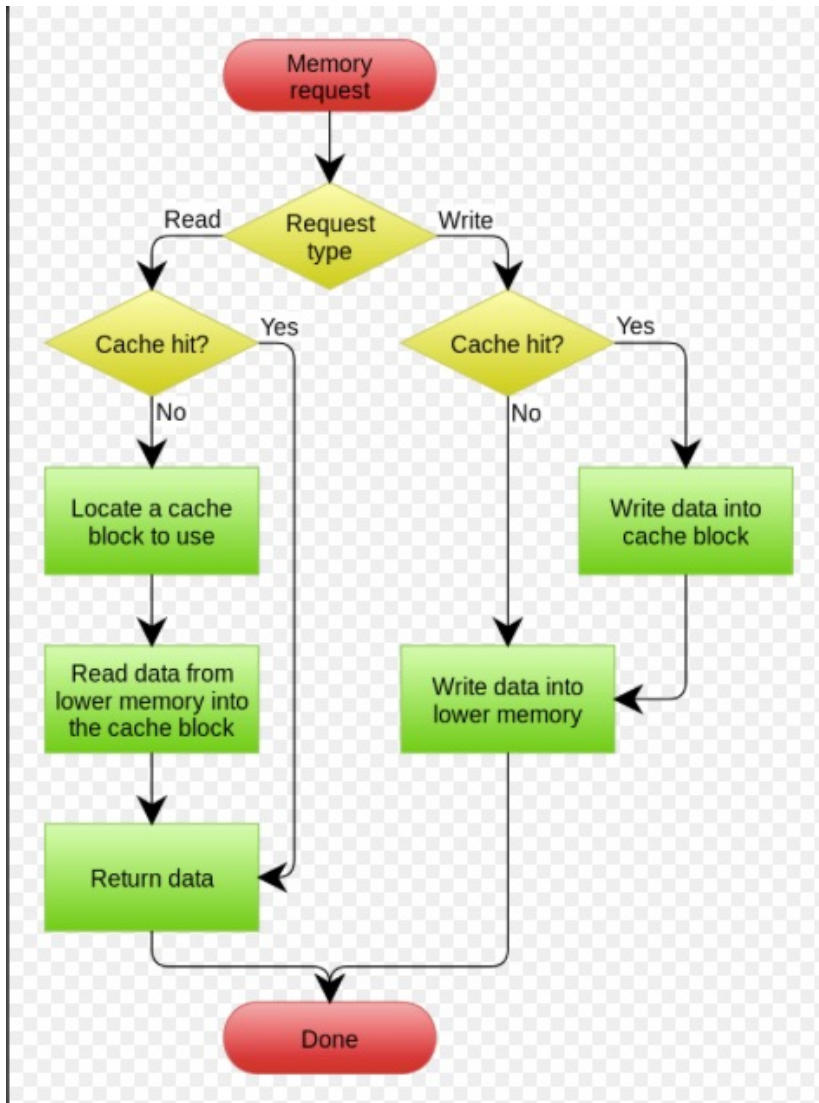 Memory
request
Request
type
Read
Write
Cache hit?
Yes
No
Cache hit?
Yes
No
Locate a cache
block to use
Write data into
cache block
Read data from
lower memory into
the cache block
Write data into
lower memory
Return data
Done